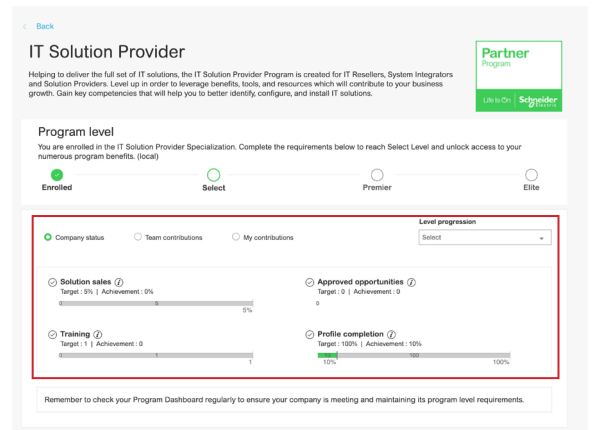 Back
IT Solution Provider
Helping to deliver the full set of IT solutions, the IT Solution Provider Program is created for IT Resellers, System Integrators
and Solution Providers. Level up in order to leverage benefits, tools, and resources which will contribute to your business
growth. Gain key competencies that will help you to better identify, configure, and install IT solutions.
Partner
Program
Life Is On | Schneider
Electric
Program level
You are enrolled in the IT Solution Provider Specialization. Complete the requirements below to reach Select Level and unlock access to your
numerous program benefits. (local)
Enrolled Select Premier Elite
Level progression
Company status Team contributions My contributions Select
Solution sales
Target : 5% | Achievement : 0%
0 5
5%
Approved opportunities
Target : 0 | Achievement : 0
0
Training
Target : 1 | Achievement : 0
0 1
1
Profile completion
Target : 100% | Achievement : 10%
10 100
10% 100%
Remember to check your Program Dashboard regularly to ensure your company is meeting and maintaining its program level requirements.